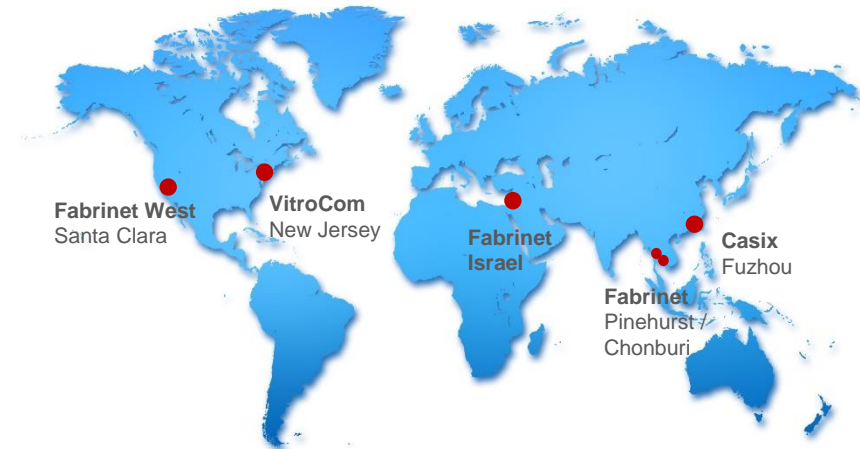 Fabrinet West
Santa Clara
VitroCom
New Jersey
Fabrinet
Israel
Casix
Fuzhou
Fabrinet
Pinehurst /
Chonburi